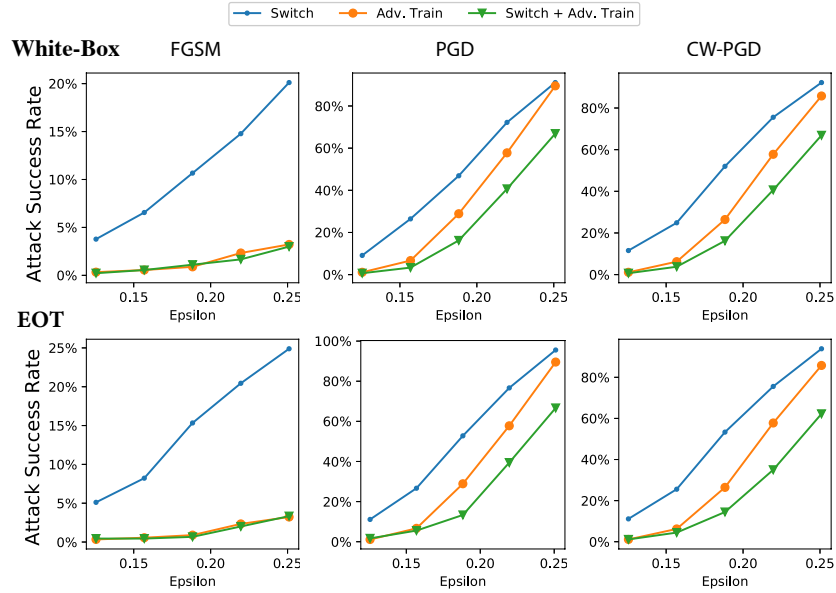 Switch Adv. Train Switch + Adv. Train
White-Box FGSM PGD CW-PGD
Attack Success Rate
20%
15%
10%
5%
0%
0.15 0.20 0.25
Epsilon
80%
60%
40%
20%
0%
0.15 0.20 0.25
Epsilon
80%
60%
40%
20%
0%
0.15 0.20 0.25
Epsilon
EOT
Attack Success Rate
25%
20%
15%
10%
5%
0%
0.15 0.20 0.25
Epsilon
100%
80%
60%
40%
20%
0%
0.15 0.20 0.25
Epsilon
80%
60%
40%
20%
0%
0.15 0.20 0.25
Epsilon